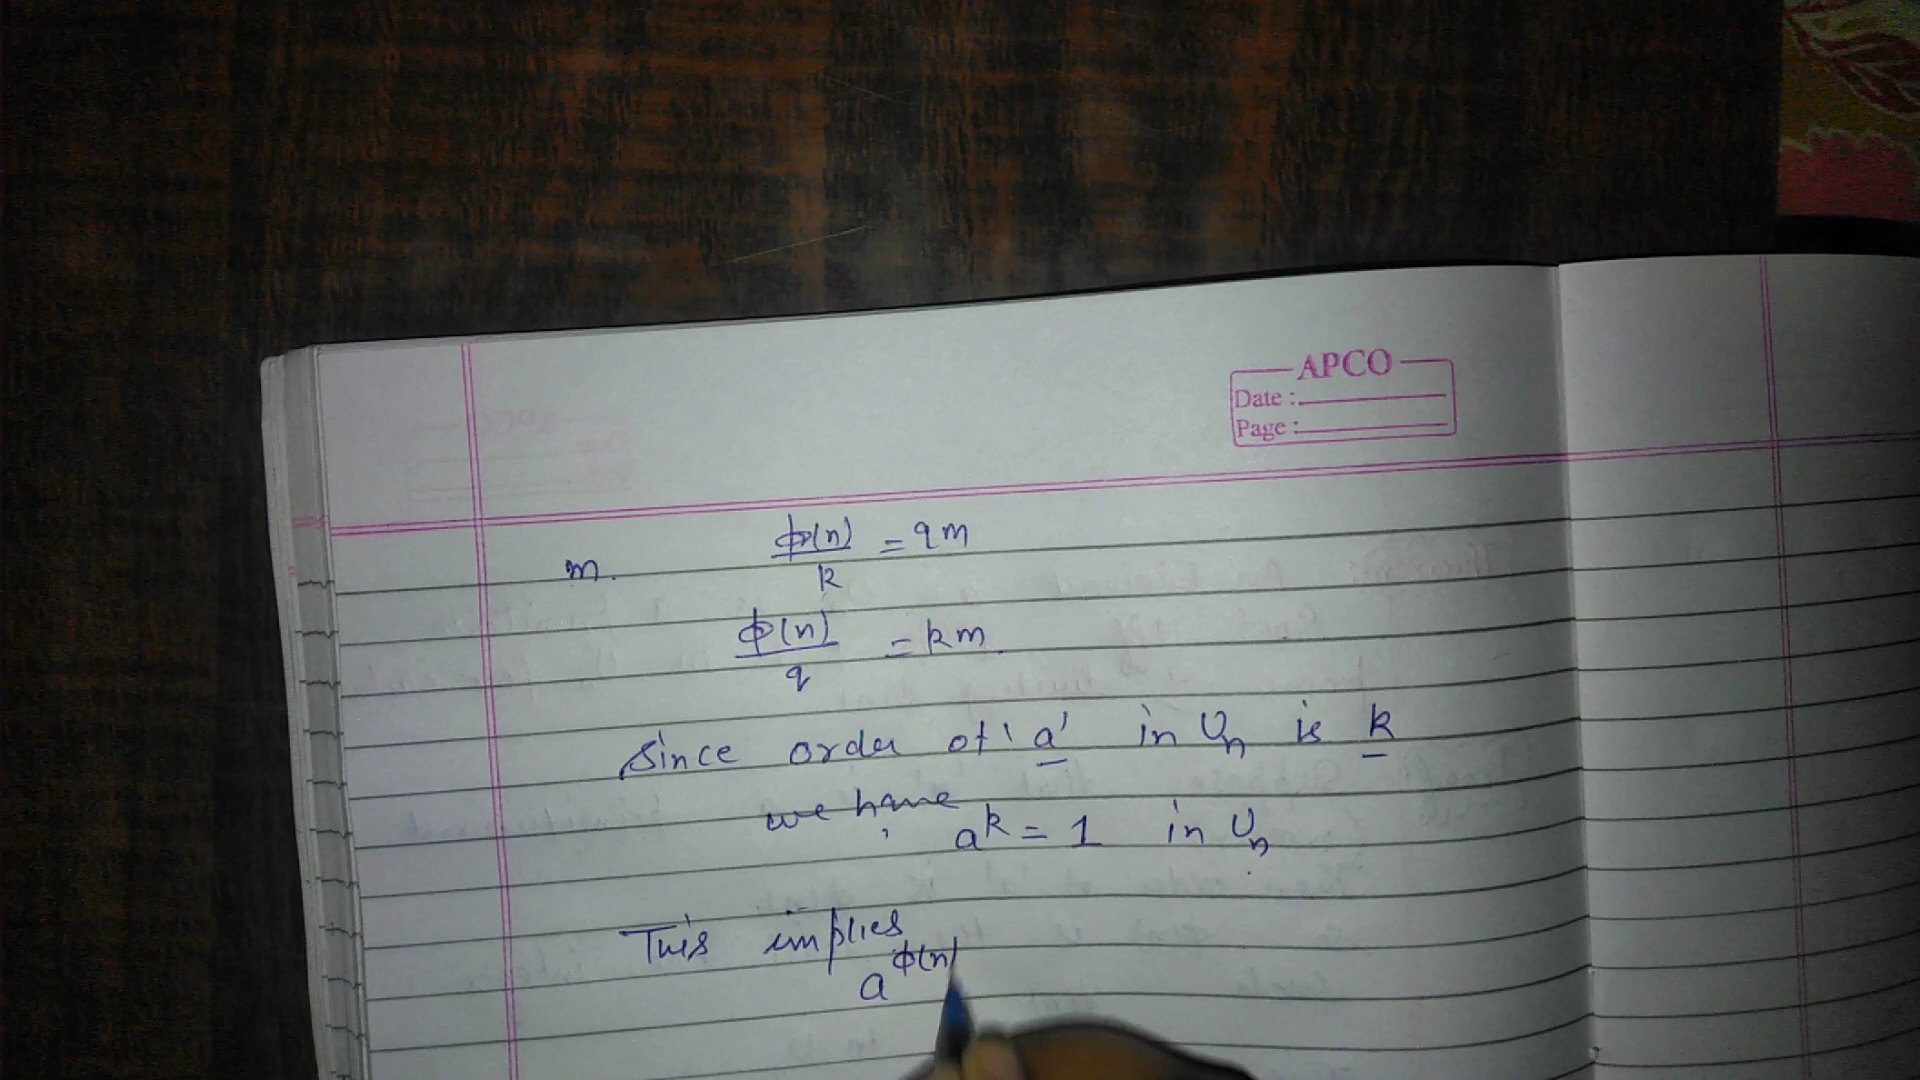 APCO
Date :
Page :
m. ϕ(n)/k = qm
ϕ(n)/q = km.
Since order of 'a' in Un is k
we have,
a^k = 1 in Un
This implies
a^ϕ(n)